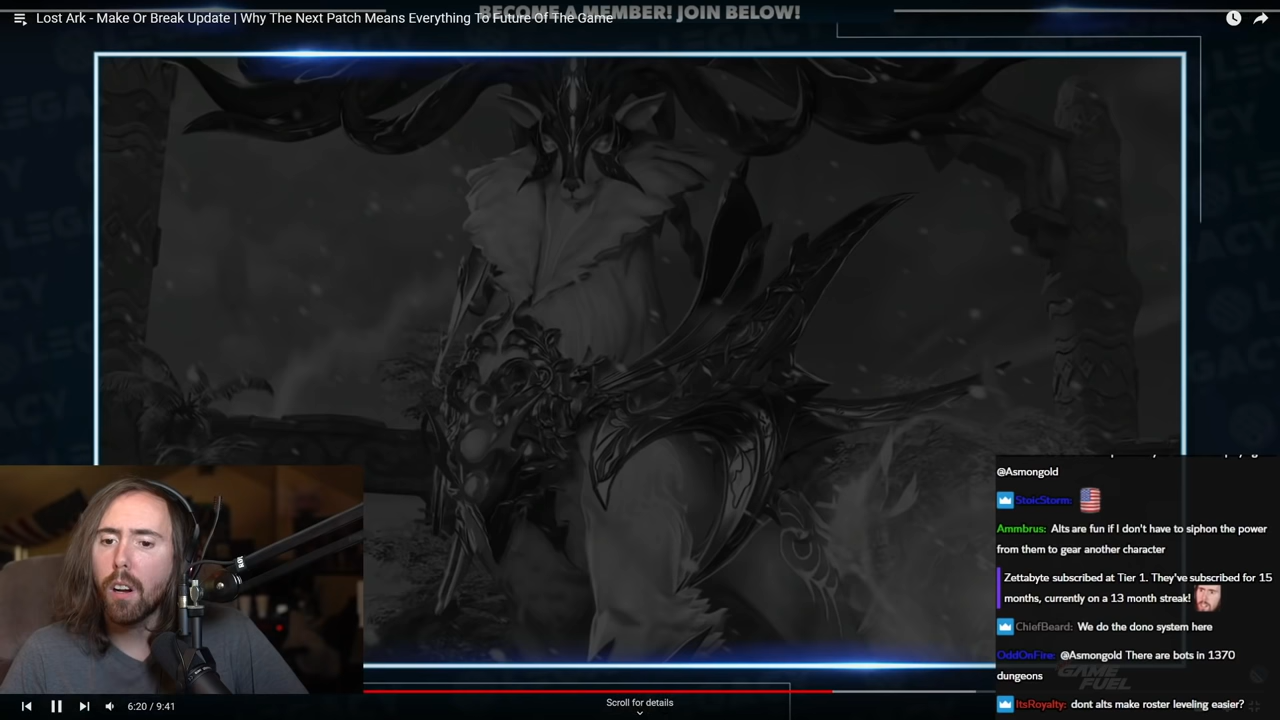 BECOME A MEMBER! JOIN BELOW!
Lost Ark - Make Or Break Update | Why The Next Patch Means Everything To Future Of The Game
@Asmongold
StoicStorm:
Ammbrus: Alts are fun if I don't have to siphon the power
from them to gear another character
Zettabyte subscribed at Tier 1. They've subscribed for 15
months, currently on a 13 month streak!
ChiefBeard: We do the dono system here
OddOnFire: @Asmongold There are bots in 1370
dungeons
GAME
FUEL
ItsRoyalty: dont alts make roster leveling easier?
Scroll for details
6:20 / 9:41